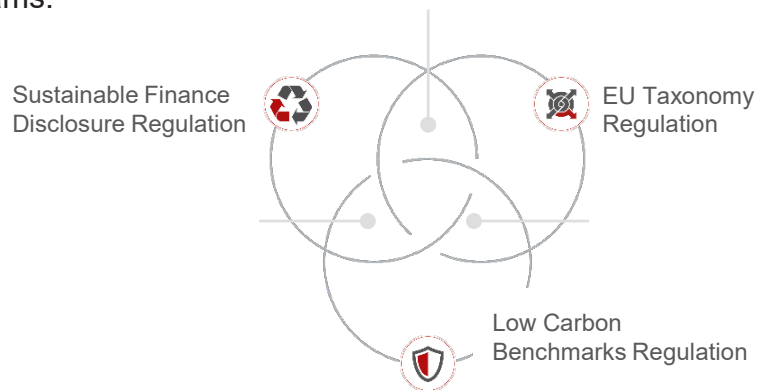 Sustainable Finance
Disclosure Regulation
EU Taxonomy
Regulation
Low Carbon
Benchmarks Regulation